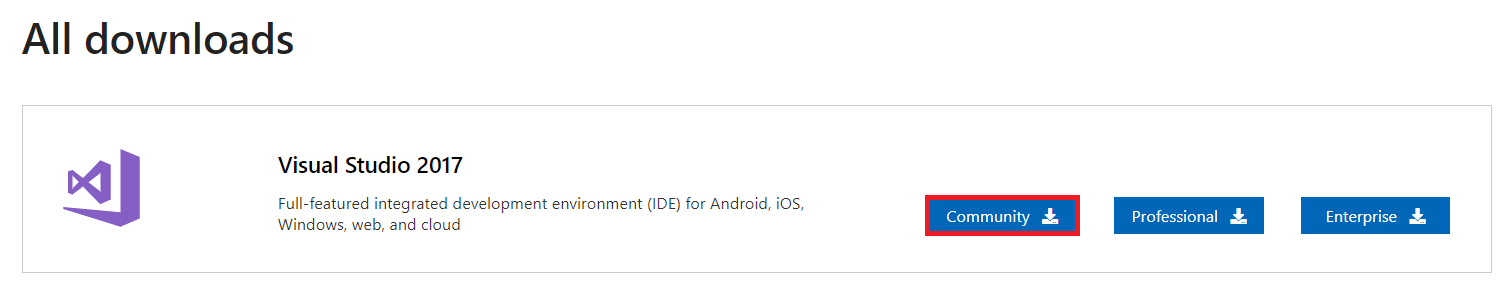 All downloads
Visual Studio 2017
Full-featured integrated development environment (IDE) for Android, iOS,
Windows, web, and cloud
Community
Professional
Enterprise